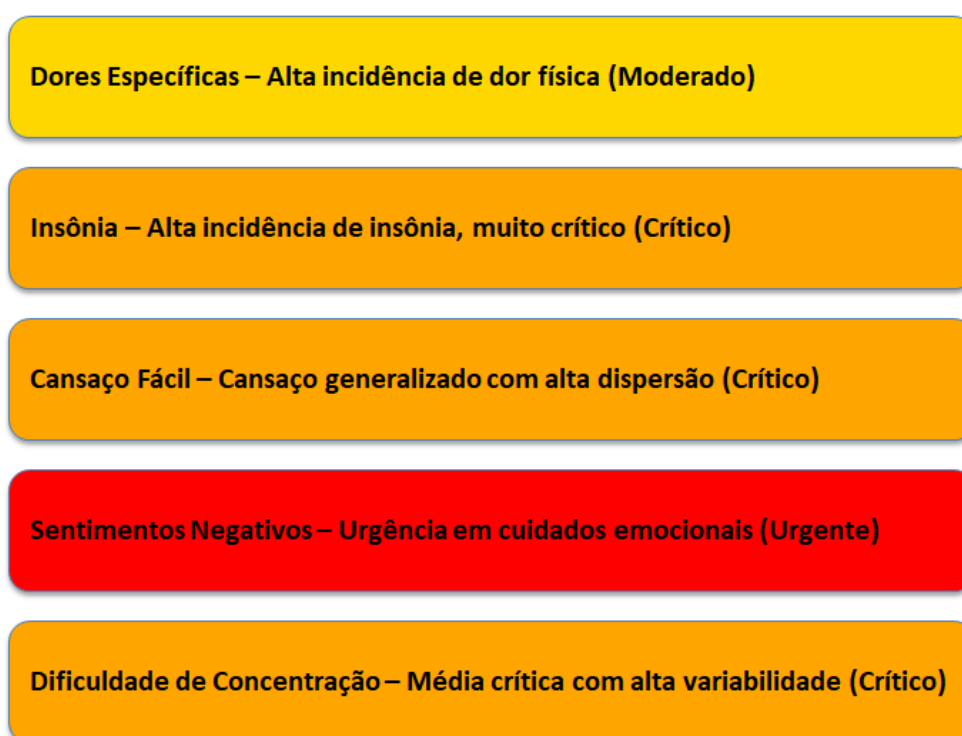 Dores Específicas – Alta incidência de dor física (Moderado)
Insônia – Alta incidência de insônia, muito crítico (Crítico)
Cansaço Fácil – Cansaço generalizado com alta dispersão (Crítico)
Sentimentos Negativos – Urgência em cuidados emocionais (Urgente)
Dificuldade de Concentração – Média crítica com alta variabilidade (Crítico)